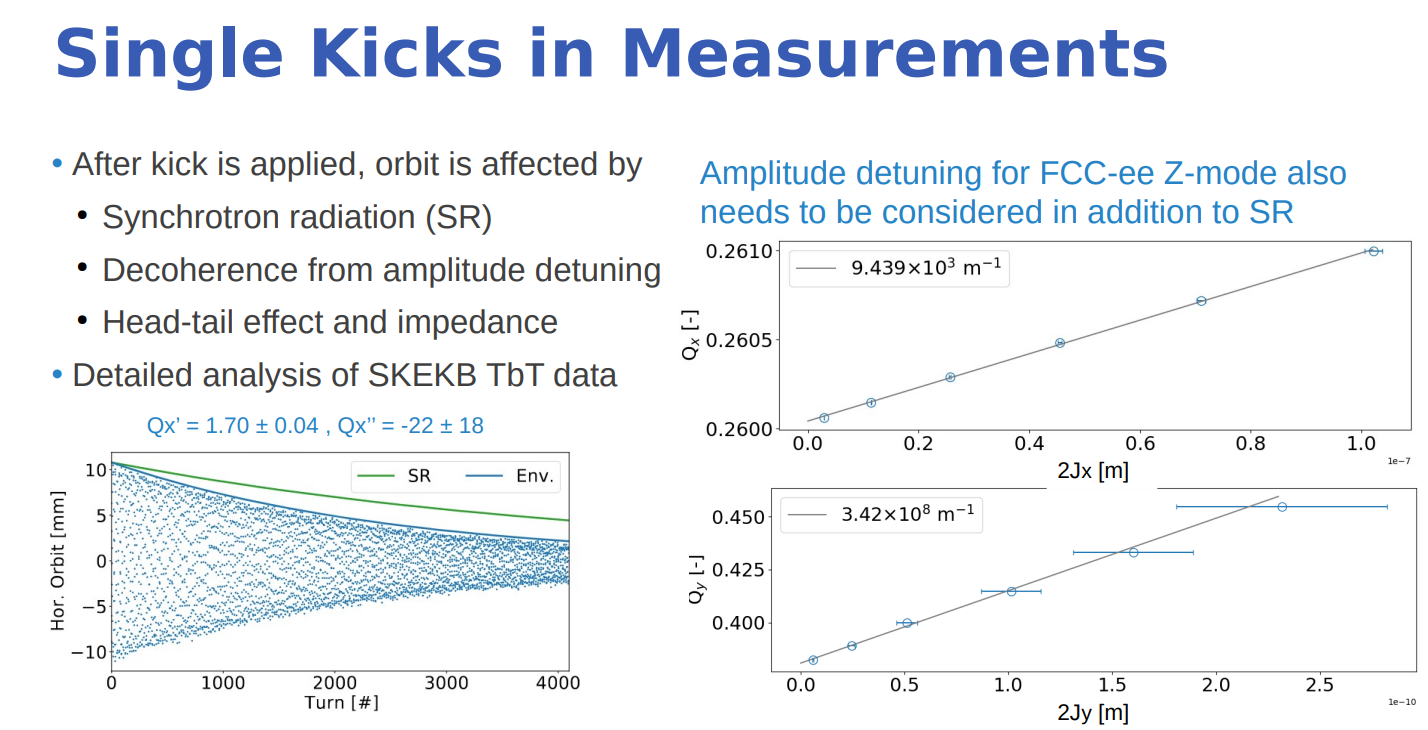 Single Kicks in Measurements
• After kick is applied, orbit is affected by
• Synchrotron radiation (SR)
• Decoherence from amplitude detuning
• Head-tail effect and impedance
• Detailed analysis of SKEKB TbT data
Qx’ = 1.70 ± 0.04 , Qx’’ = -22 ± 18
SR
Env.
Hor. Orbit [mm]
10
5
0
−5
−10
0 1000 2000 3000 4000
Turn [#]
Amplitude detuning for FCC-ee Z-mode also
needs to be considered in addition to SR
9.439×10³ m⁻¹
Qₓ [-]
0.2610
0.2605
0.2600
0.0 0.2 0.4 0.6 0.8 1.0
1e−7
2Jx [m]
3.42×10⁸ m⁻¹
Qy [-]
0.450
0.425
0.400
0.0 0.5 1.0 1.5 2.0 2.5
1e−10
2Jy [m]